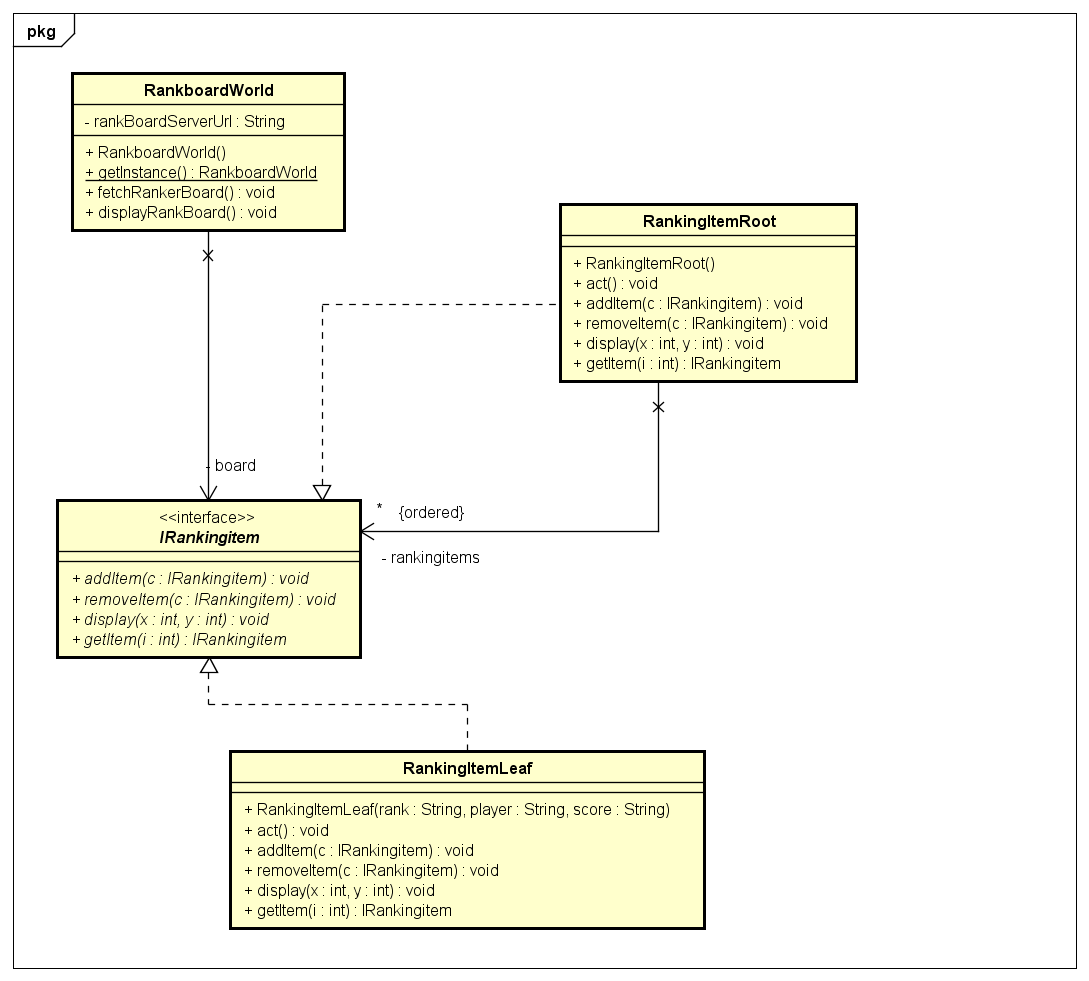 pkg
RankboardWorld
- rankBoardServerUrl : String
+ RankboardWorld()
+ getInstance() : RankboardWorld
+ fetchRankerBoard() : void
+ displayRankBoard() : void
RankingItemRoot
+ RankingItemRoot()
+ act() : void
+ addItem(c : IRankingitem) : void
+ removeItem(c : IRankingitem) : void
+ display(x : int, y : int) : void
+ getItem(i : int) : IRankingitem
- board
* {ordered}
- rankingitems
<<interface>>
IRankingitem
+ addItem(c : IRankingitem) : void
+ removeItem(c : IRankingitem) : void
+ display(x : int, y : int) : void
+ getItem(i : int) : IRankingitem
RankingItemLeaf
+ RankingItemLeaf(rank : String, player : String, score : String)
+ act() : void
+ addItem(c : IRankingitem) : void
+ removeItem(c : IRankingitem) : void
+ display(x : int, y : int) : void
+ getItem(i : int) : IRankingitem